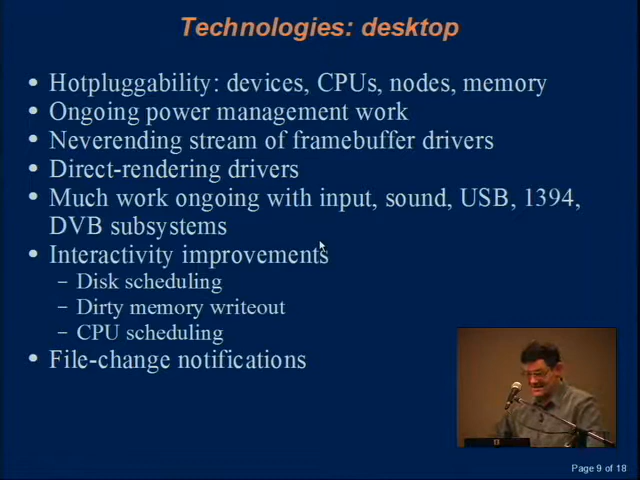 Technologies: desktop
• Hotpluggability: devices, CPUs, nodes, memory
• Ongoing power management work
• Neverending stream of framebuffer drivers
• Direct-rendering drivers
• Much work ongoing with input, sound, USB, 1394,
DVB subsystems
• Interactivity improvements
– Disk scheduling
– Dirty memory writeout
– CPU scheduling
• File-change notifications
Page 9 of 18